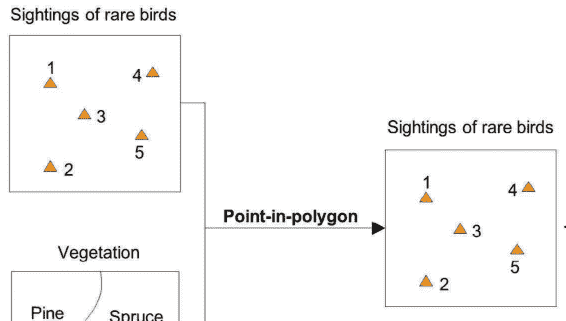 Sightings of rare birds
1
4
3
5
2
Vegetation
Pine
Spruce
Point-in-polygon
Sightings of rare birds
1
4
3
5
2